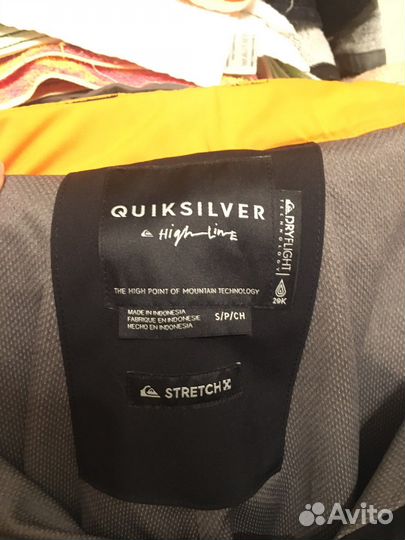 QUIKSILVER
High Line
DRYFLIGHT
TECHNOLOGY
20K
THE HIGH POINT OF MOUNTAIN TECHNOLOGY
MADE IN INDONESIA
FABRIQUE EN INDONESIE
HECHO EN INDONESIA
S/P/CH
STRETCH X
Avito